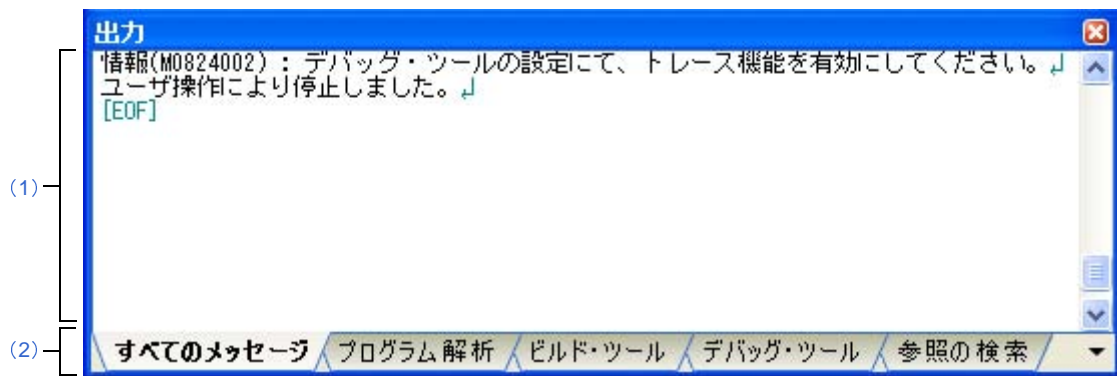 出力
情報(M0824002) : デバッグ・ツールの設定にて、トレース機能を有効にしてください。↲
ユーザ操作により停止しました。↲
[EOF]
(1)
(2)
すべてのメッセージ プログラム解析 ビルド・ツール デバッグ・ツール 参照の検索